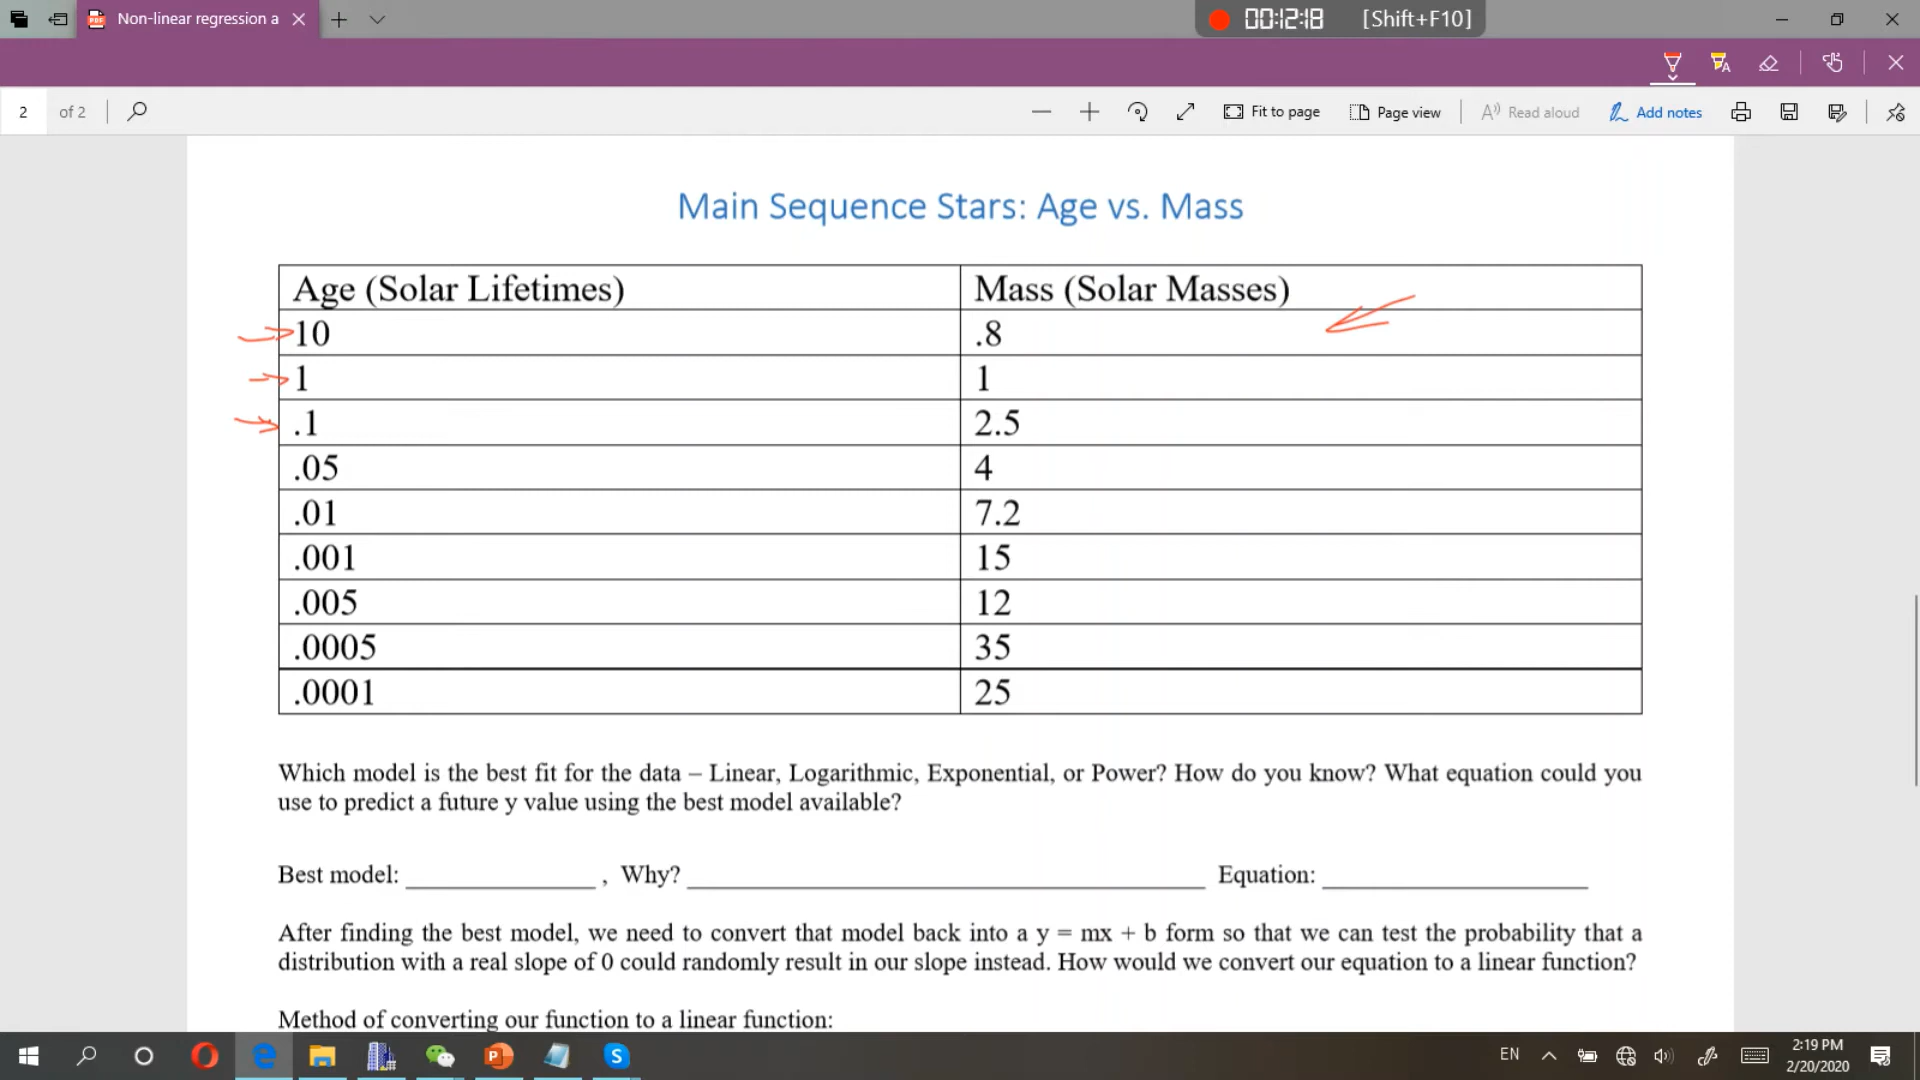 Non-linear regression a
00:12:18 [Shift+F10]
2 of 2
Fit to page
Page view
Read aloud
Add notes
Main Sequence Stars: Age vs. Mass
Age (Solar Lifetimes) Mass (Solar Masses)
10 .8
1 1
.1 2.5
.05 4
.01 7.2
.001 15
.005 12
.0005 35
.0001 25
Which model is the best fit for the data – Linear, Logarithmic, Exponential, or Power? How do you know? What equation could you
use to predict a future y value using the best model available?
Best model: _______________ , Why? _________________________________________ Equation: _____________________
After finding the best model, we need to convert that model back into a y = mx + b form so that we can test the probability that a
distribution with a real slope of 0 could randomly result in our slope instead. How would we convert our equation to a linear function?
Method of converting our function to a linear function:
EN
2:19 PM
2/20/2020